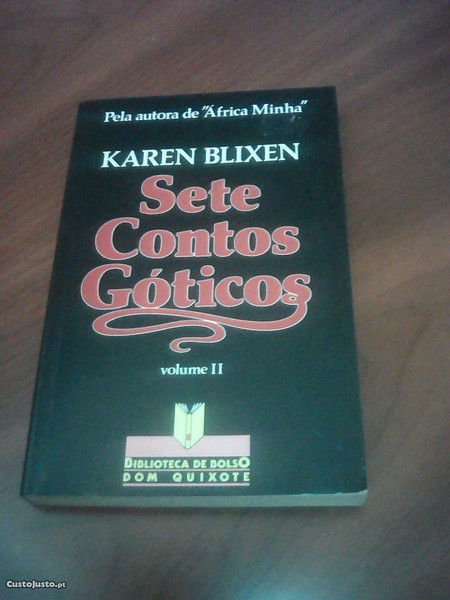 Pela autora de "África Minha"
KAREN BLIXEN
Sete
Contos
Góticos
volume II
BIBLIOTECA DE BOLSO
DOM QUIXOTE
CustoJusto.pt